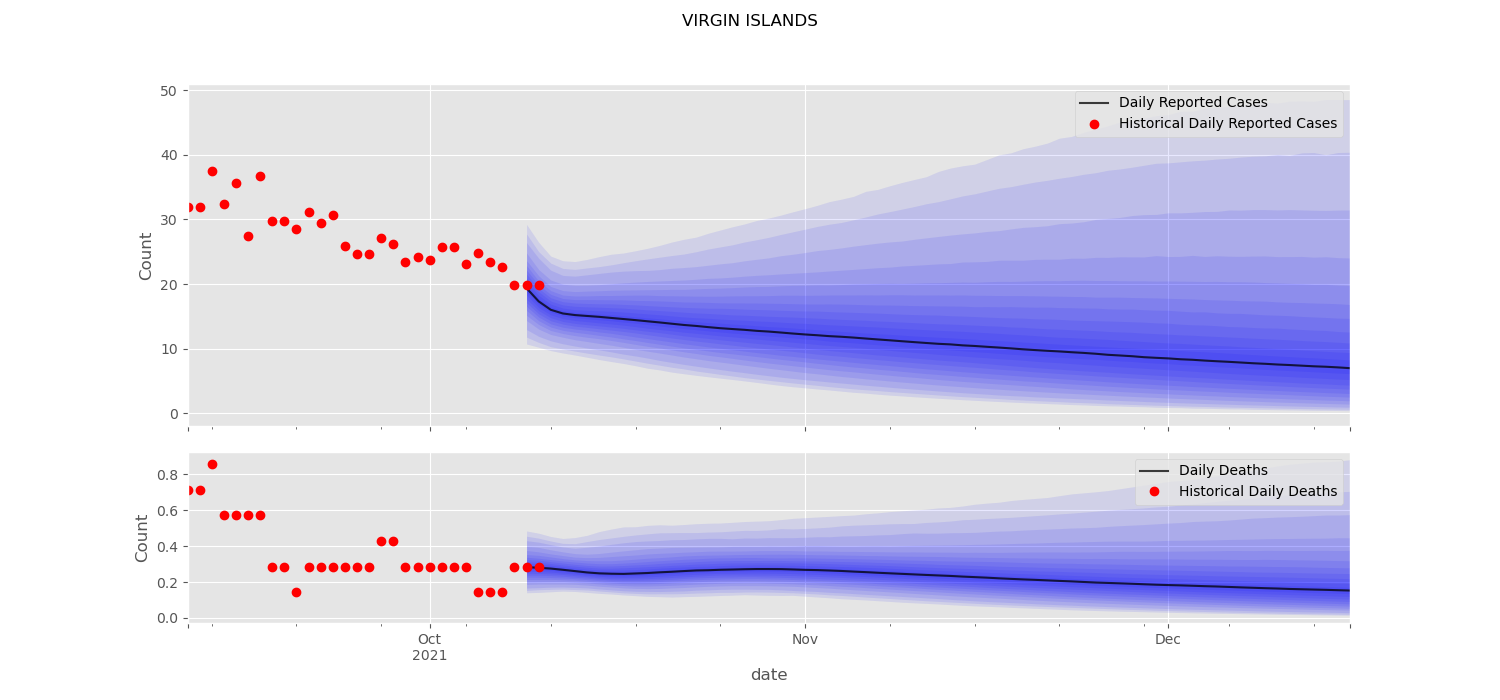 VIRGIN ISLANDS
50
40
30
20
10
0
Count
Daily Reported Cases
Historical Daily Reported Cases
0.8
0.6
0.4
0.2
0.0
Count
Daily Deaths
Historical Daily Deaths
Oct
2021
Nov
Dec
date